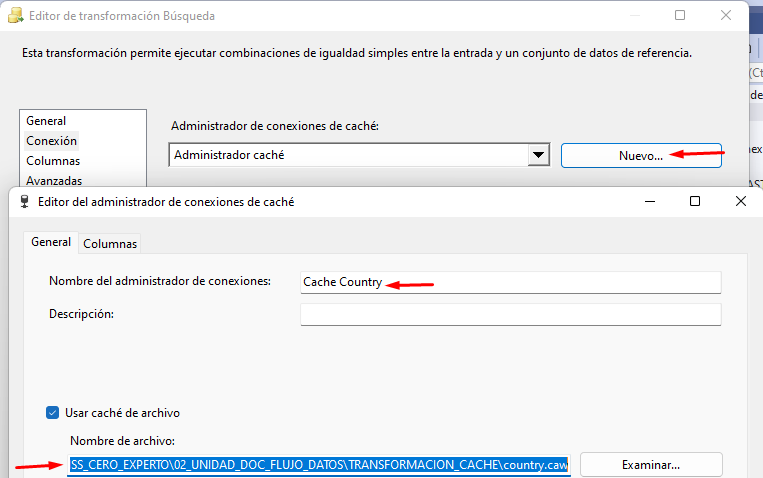 Editor de transformación Búsqueda
Esta transformación permite ejecutar combinaciones de igualdad simples entre la entrada y un conjunto de datos de referencia.
(Ct
General
Conexión
Columnas
Avanzadas
Administrador de conexiones de caché:
Administrador caché
Nuevo...
Editor del administrador de conexiones de caché
General
Columnas
Nombre del administrador de conexiones:
Cache Country
Descripción:
Usar caché de archivo
Nombre de archivo:
SS_CERO_EXPERTO\02_UNIDAD_DOC_FLUJO_DATOS\TRANSFORMACION_CACHE\country.caw
Examinar...